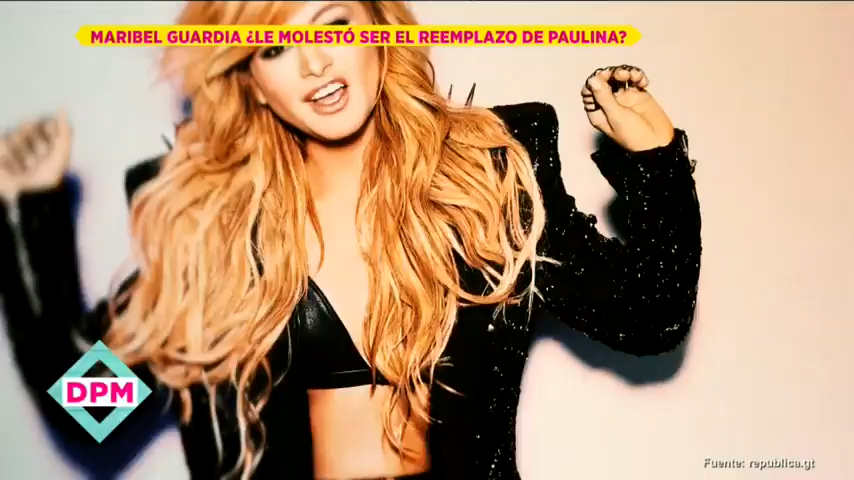 MARIBEL GUARDIA ¿LE MOLESTÓ SER EL REEMPLAZO DE PAULINA?
DPM
Fuente: republica.gt